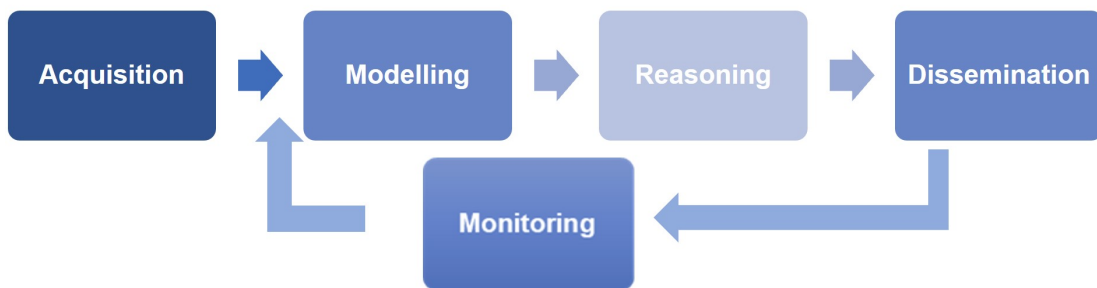 Acquisition
Modelling
Reasoning
Dissemination
Monitoring